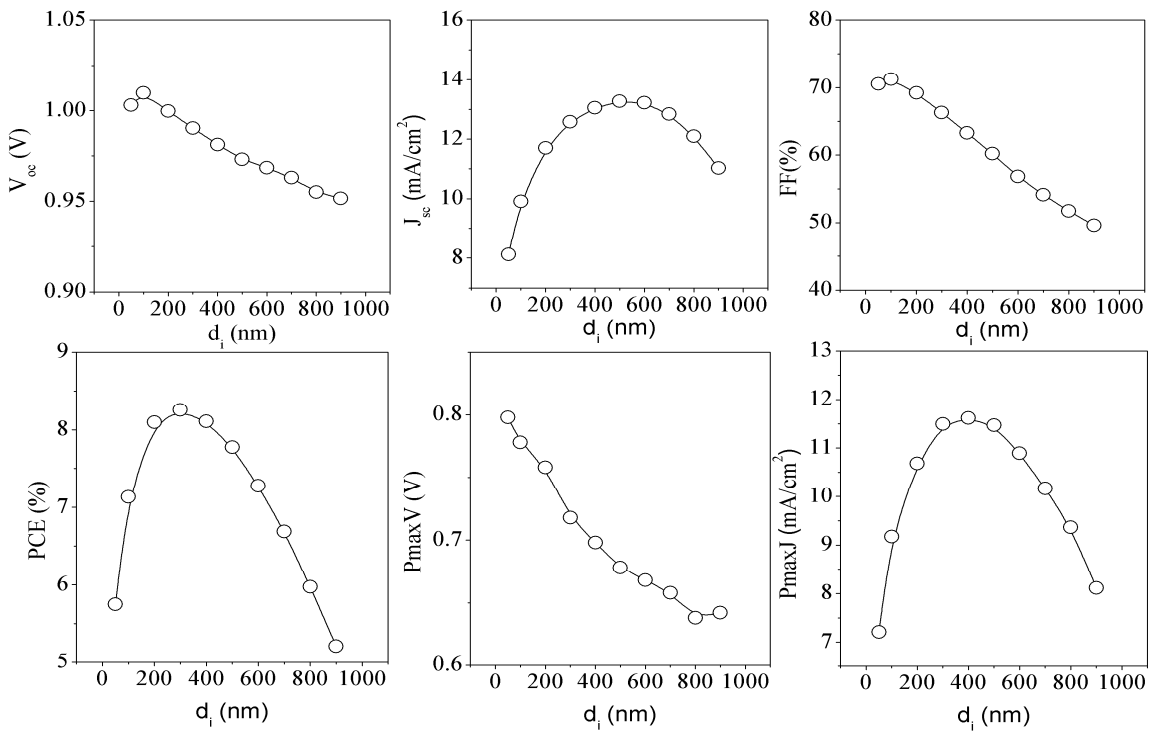 V_oc (V)
1.05
1.00
0.95
0.90
0 200 400 600 800 1000
d_i (nm)
J_sc (mA/cm²)
16
14
12
10
8
0 200 400 600 800 1000
d_i (nm)
FF(%)
80
70
60
50
40
0 200 400 600 800 1000
d_i (nm)
PCE (%)
9
8
7
6
5
0 200 400 600 800 1000
d_i (nm)
PmaxV (V)
0.8
0.7
0.6
0 200 400 600 800 1000
d_i (nm)
PmaxJ (mA/cm²)
13
12
11
10
9
8
7
0 200 400 600 800 1000
d_i (nm)